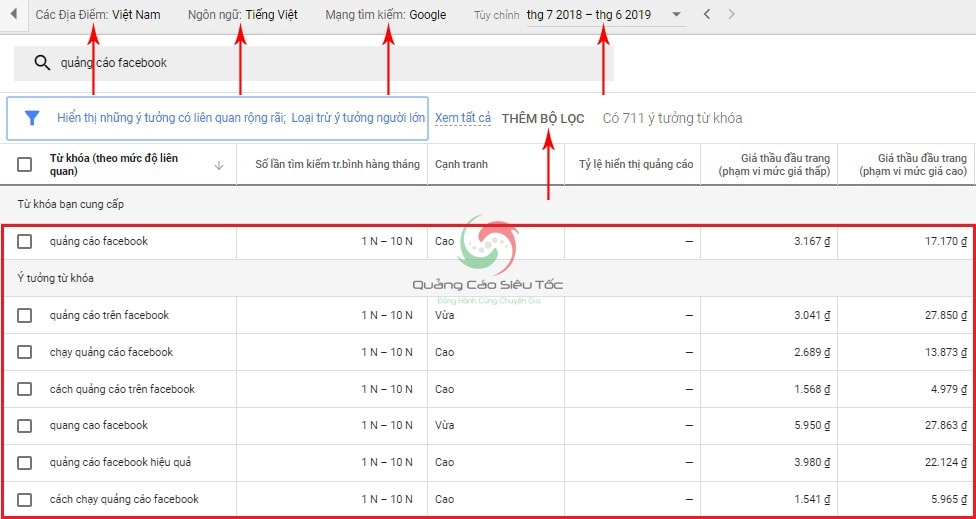 Các Địa Điểm: Việt Nam Ngôn ngữ: Tiếng Việt Mạng tìm kiếm: Google Tùy chỉnh thg 7 2018 – thg 6 2019
quảng cáo facebook
Hiển thị những ý tưởng có liên quan rộng rãi; Loại trừ ý tưởng người lớn Xem tất cả THÊM BỘ LỌC Có 711 ý tưởng từ khóa
Từ khóa (theo mức độ liên quan) Số lần tìm kiếm tr.bình hàng tháng Cạnh tranh Tỷ lệ hiển thị quảng cáo Giá thầu đầu trang (phạm vi mức giá thấp) Giá thầu đầu trang (phạm vi mức giá cao)
Từ khóa bạn cung cấp
quảng cáo facebook 1 N – 10 N Cao – 3.167 ₫ 17.170 ₫
Ý tưởng từ khóa
Quảng Cáo Siêu Tốc
Đồng Hành Cùng Chuyên Gia
quảng cáo trên facebook 1 N – 10 N Vừa – 3.041 ₫ 27.850 ₫
chạy quảng cáo facebook 1 N – 10 N Cao – 2.689 ₫ 13.873 ₫
cách quảng cáo trên facebook 1 N – 10 N Cao – 1.568 ₫ 4.979 ₫
quang cao facebook 1 N – 10 N Vừa – 5.950 ₫ 27.863 ₫
quảng cáo facebook hiệu quả 1 N – 10 N Cao – 3.980 ₫ 22.124 ₫
cách chạy quảng cáo facebook 1 N – 10 N Cao – 1.541 ₫ 5.965 ₫